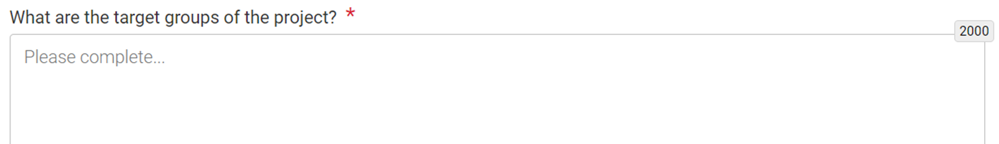 What are the target groups of the project? *
2000
Please complete...